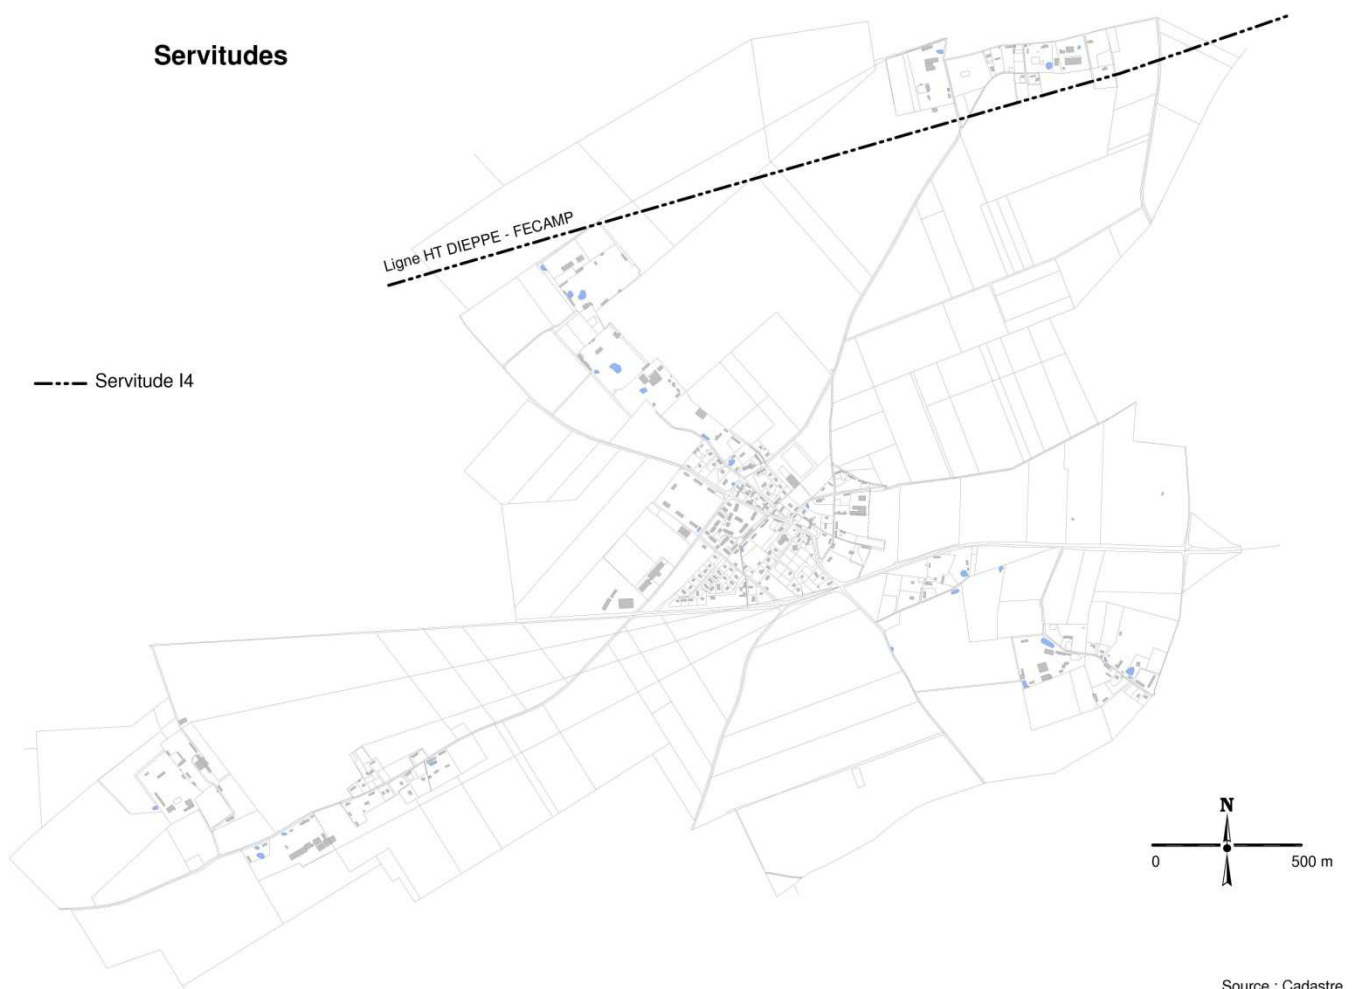 Servitudes
Ligne HT DIEPPE - FECAMP
Servitude I4
N
0 500 m
Source : Cadastre